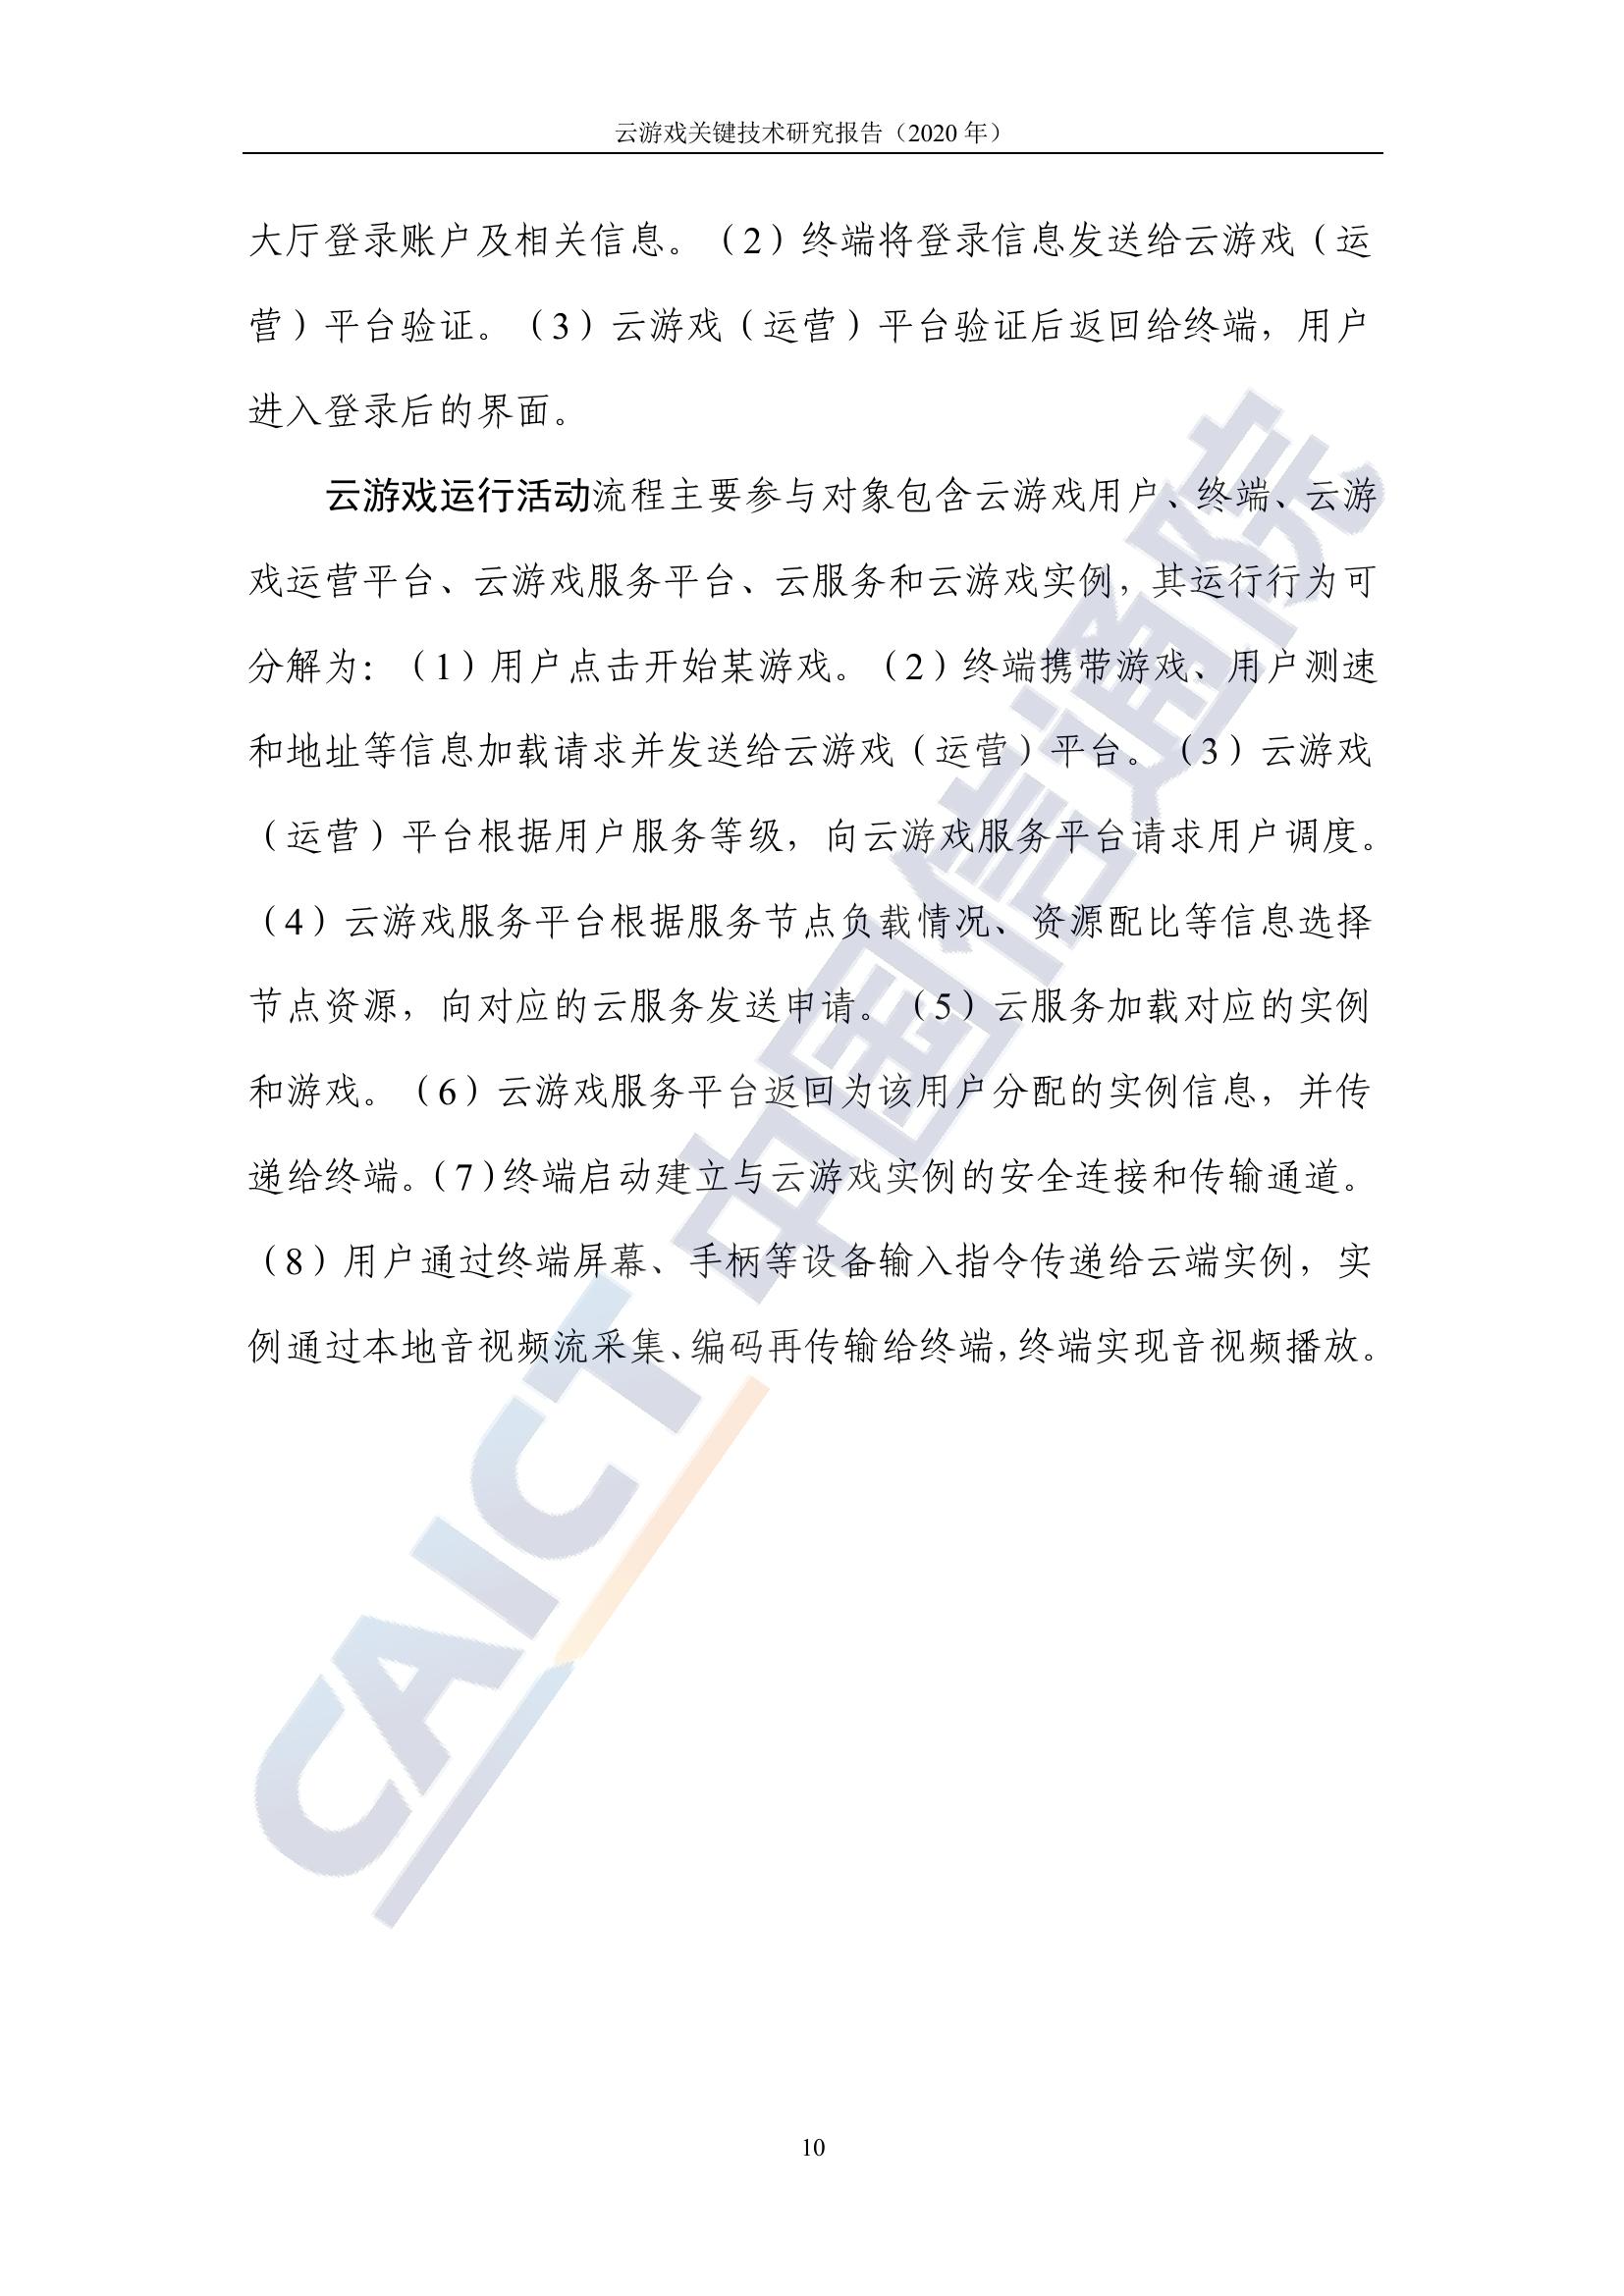 云游戏关键技术研究报告（2020 年）
大厅登录账户及相关信息。（2）终端将登录信息发送给云游戏（运
营）平台验证。（3）云游戏（运营）平台验证后返回给终端，用户
进入登录后的界面。
云游戏运行活动流程主要参与对象包含云游戏用户、终端、云游
戏运营平台、云游戏服务平台、云服务和云游戏实例，其运行行为可
分解为：（1）用户点击开始某游戏。（2）终端携带游戏、用户测速
和地址等信息加载请求并发送给云游戏（运营）平台。（3）云游戏
（运营）平台根据用户服务等级，向云游戏服务平台请求用户调度。
（4）云游戏服务平台根据服务节点负载情况、资源配比等信息选择
节点资源，向对应的云服务发送申请。（5）云服务加载对应的实例
和游戏。（6）云游戏服务平台返回为该用户分配的实例信息，并传
递给终端。（7）终端启动建立与云游戏实例的安全连接和传输通道。
（8）用户通过终端屏幕、手柄等设备输入指令传递给云端实例，实
例通过本地音视频流采集、编码再传输给终端，终端实现音视频播放。
CAICT 中国信通院
10